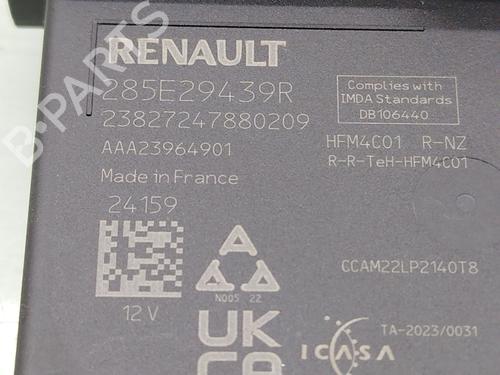 RENAULT
285E29439R
23827247880209
AAA23964901
Made in France
24159
12 V
Complies with
IMDA Standards
DB106440
HFM4C01 R-NZ
R-R-TeH-HFM4C01
N005 22
CCAM22LP2140T8
UK
CA
TA-2023/0031
ICASA
B-PARTS